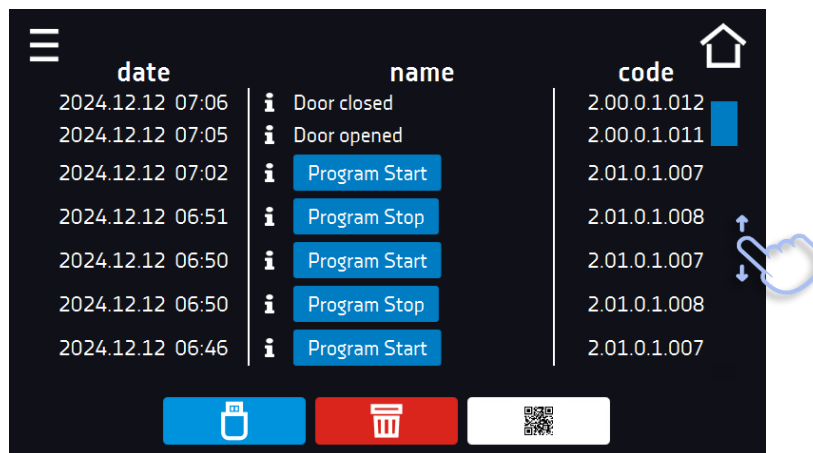 date name code
2024.12.12 07:06 i Door closed 2.00.0.1.012
2024.12.12 07:05 i Door opened 2.00.0.1.011
2024.12.12 07:02 i Program Start 2.01.0.1.007
2024.12.12 06:51 i Program Stop 2.01.0.1.008
2024.12.12 06:50 i Program Start 2.01.0.1.007
2024.12.12 06:50 i Program Stop 2.01.0.1.008
2024.12.12 06:46 i Program Start 2.01.0.1.007